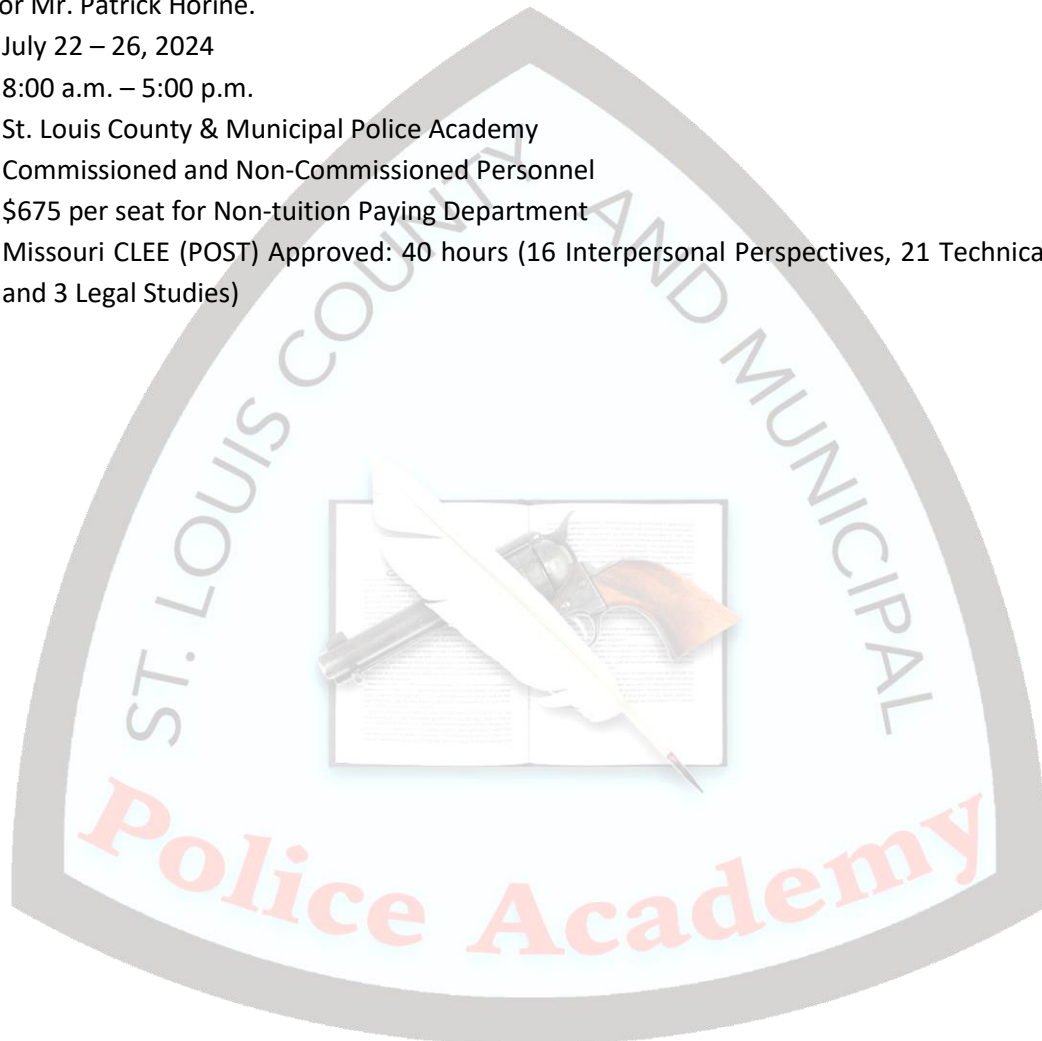 or Mr. Patrick Horine.
July 22 – 26, 2024
8:00 a.m. – 5:00 p.m.
St. Louis County & Municipal Police Academy
Commissioned and Non-Commissioned Personnel
$675 per seat for Non-tuition Paying Department
Missouri CLEE (POST) Approved: 40 hours (16 Interpersonal Perspectives, 21 Technica
and 3 Legal Studies)
ST. LOUIS COUNTY AND MUNICIPAL
Police Academy